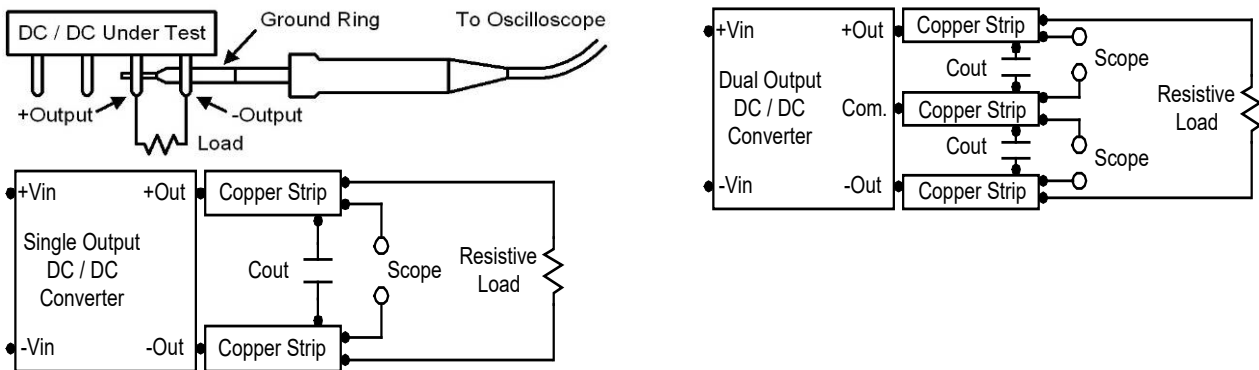 Ground Ring
To Oscilloscope
DC / DC Under Test
+Output
-Output
Load
+Vin
+Out
Copper Strip
Single Output
DC / DC
Converter
Cout
Scope
Resistive
Load
-Vin
-Out
Copper Strip
+Vin
+Out
Copper Strip
Cout
Scope
Dual Output
DC / DC
Converter
Com.
Copper Strip
Resistive
Load
Cout
Scope
-Vin
-Out
Copper Strip